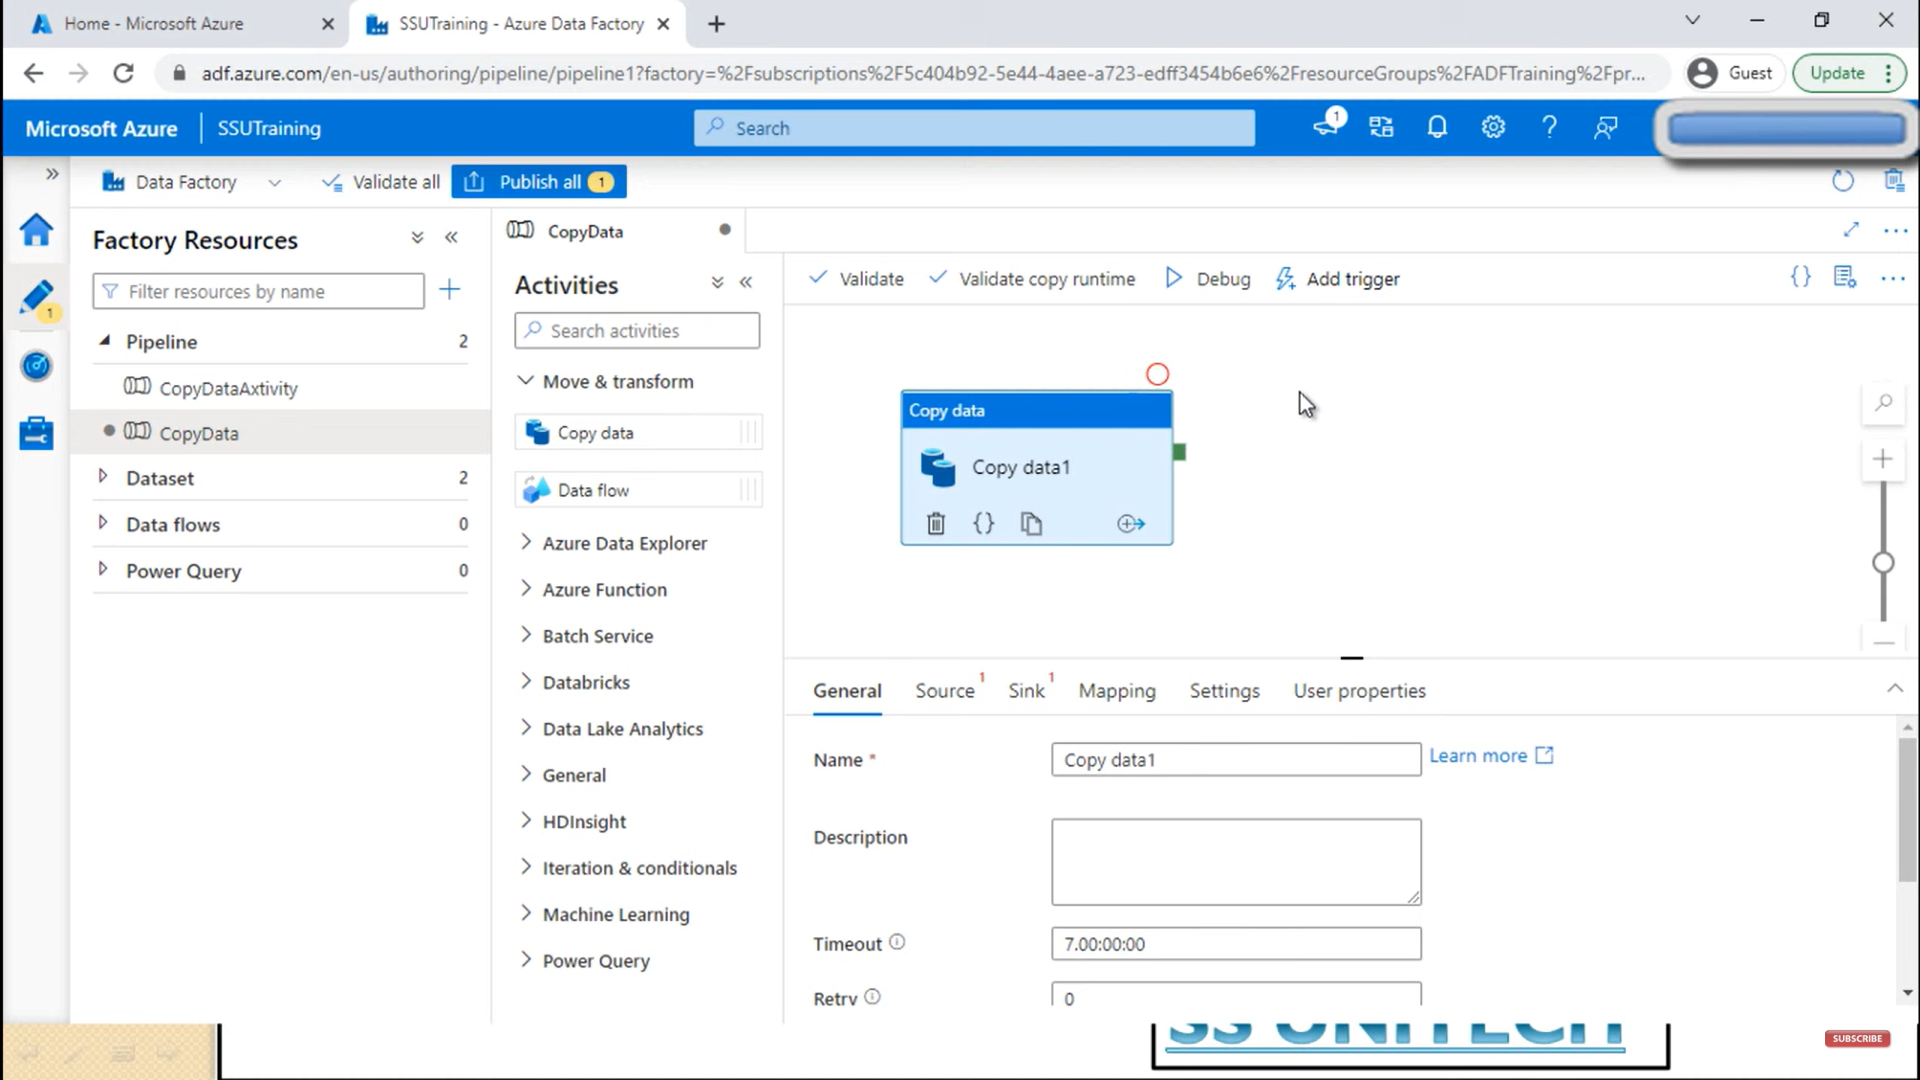 Home - Microsoft Azure
SSUTraining - Azure Data Factory
adf.azure.com/en-us/authoring/pipeline/pipeline1?factory=%2Fsubscriptions%2F5c404b92-5e44-4aee-a723-edff3454b6e6%2FresourceGroups%2FADFTraining%2Fpr...
Guest
Update
Microsoft Azure
SSUTraining
Search
1
Data Factory
Validate all
Publish all 1
Factory Resources
Filter resources by name
1
Pipeline 2
CopyDataAxtivity
CopyData
Dataset 2
Data flows 0
Power Query 0
CopyData
Activities
Search activities
Move & transform
Copy data
Data flow
Azure Data Explorer
Azure Function
Batch Service
Databricks
Data Lake Analytics
General
HDInsight
Iteration & conditionals
Machine Learning
Power Query
Validate
Validate copy runtime
Debug
Add trigger
{}
Copy data
Copy data1
{}
General
Source 1
Sink 1
Mapping
Settings
User properties
Name *
Copy data1
Learn more
Description
Timeout
7.00:00:00
Retry
0
SS UNITECH
SUBSCRIBE